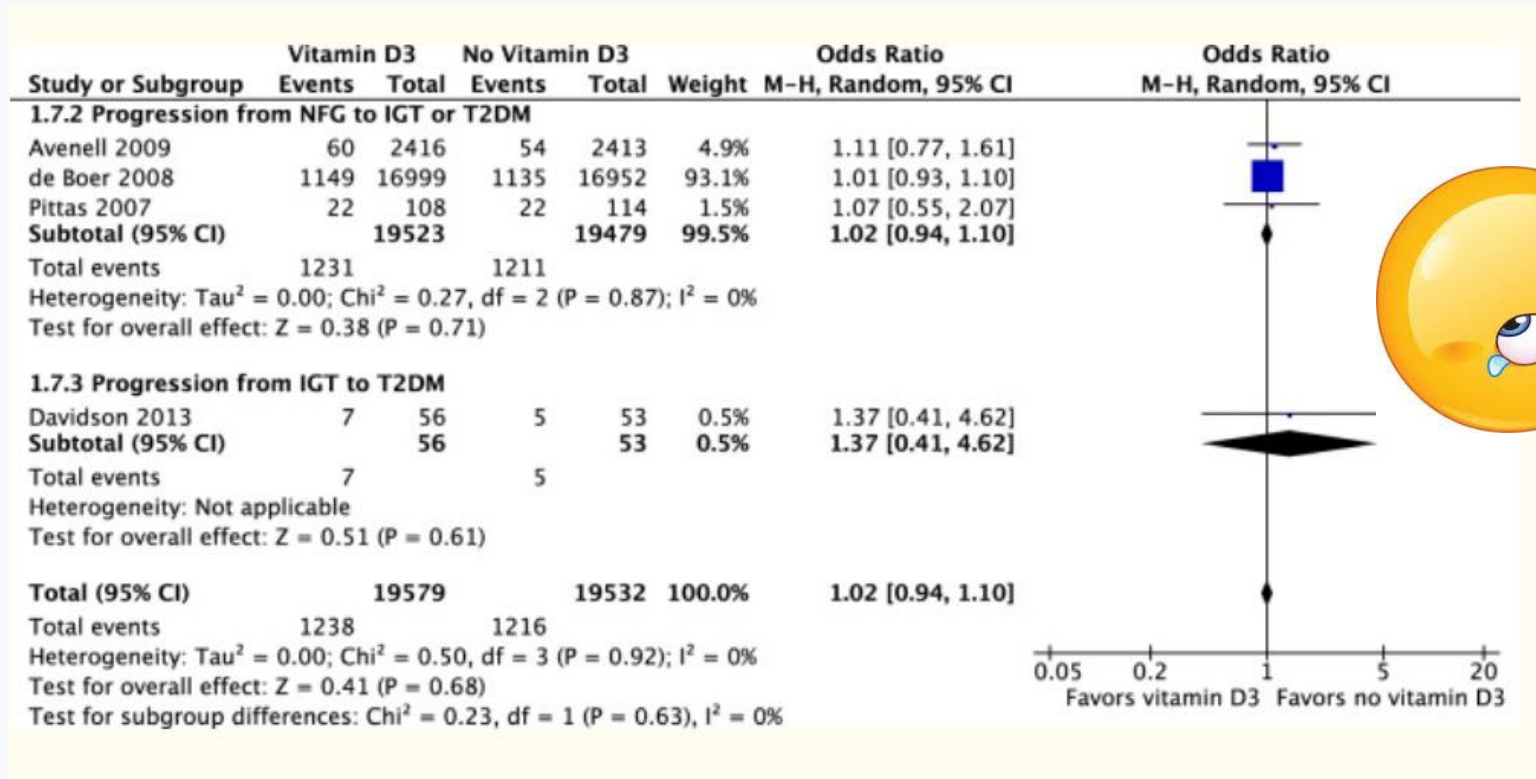 Vitamin D3 No Vitamin D3 Odds Ratio Odds Ratio
Study or Subgroup Events Total Events Total Weight M-H, Random, 95% CI M-H, Random, 95% CI
1.7.2 Progression from NFG to IGT or T2DM
Avenell 2009 60 2416 54 2413 4.9% 1.11 [0.77, 1.61]
de Boer 2008 1149 16999 1135 16952 93.1% 1.01 [0.93, 1.10]
Pittas 2007 22 108 22 114 1.5% 1.07 [0.55, 2.07]
Subtotal (95% CI) 19523 19479 99.5% 1.02 [0.94, 1.10]
Total events 1231 1211
Heterogeneity: Tau² = 0.00; Chi² = 0.27, df = 2 (P = 0.87); I² = 0%
Test for overall effect: Z = 0.38 (P = 0.71)
1.7.3 Progression from IGT to T2DM
Davidson 2013 7 56 5 53 0.5% 1.37 [0.41, 4.62]
Subtotal (95% CI) 56 53 0.5% 1.37 [0.41, 4.62]
Total events 7 5
Heterogeneity: Not applicable
Test for overall effect: Z = 0.51 (P = 0.61)
Total (95% CI) 19579 19532 100.0% 1.02 [0.94, 1.10]
Total events 1238 1216
Heterogeneity: Tau² = 0.00; Chi² = 0.50, df = 3 (P = 0.92); I² = 0%
Test for overall effect: Z = 0.41 (P = 0.68)
Test for subgroup differences: Chi² = 0.23, df = 1 (P = 0.63), I² = 0%
0.05 0.2 1 5 20
Favors vitamin D3 Favors no vitamin D3